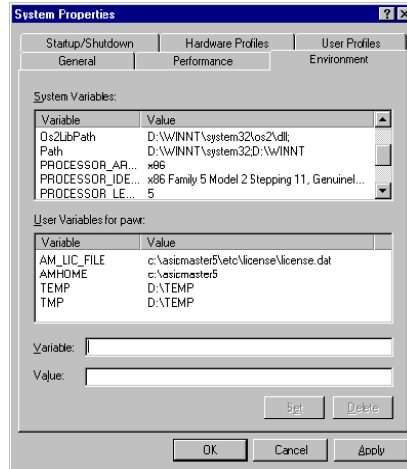 System Properties
Startup/Shutdown Hardware Profiles User Profiles
General Performance Environment
System Variables:
Variable Value
Os2LibPath D:\WINNT\system32\os2\dll;
Path D:\WINNT\system32;D:\WINNT
PROCESSOR_AR... x86
PROCESSOR_IDE... x86 Family 5 Model 2 Stepping 11, GenuineI...
PROCESSOR_LE... 5
User Variables for pawr:
Variable Value
AM_LIC_FILE c:\asicmaster5\etc\license\license.dat
AMHOME c:\asicmaster5
TEMP D:\TEMP
TMP D:\TEMP
Variable:
Value:
Set Delete
OK Cancel Apply